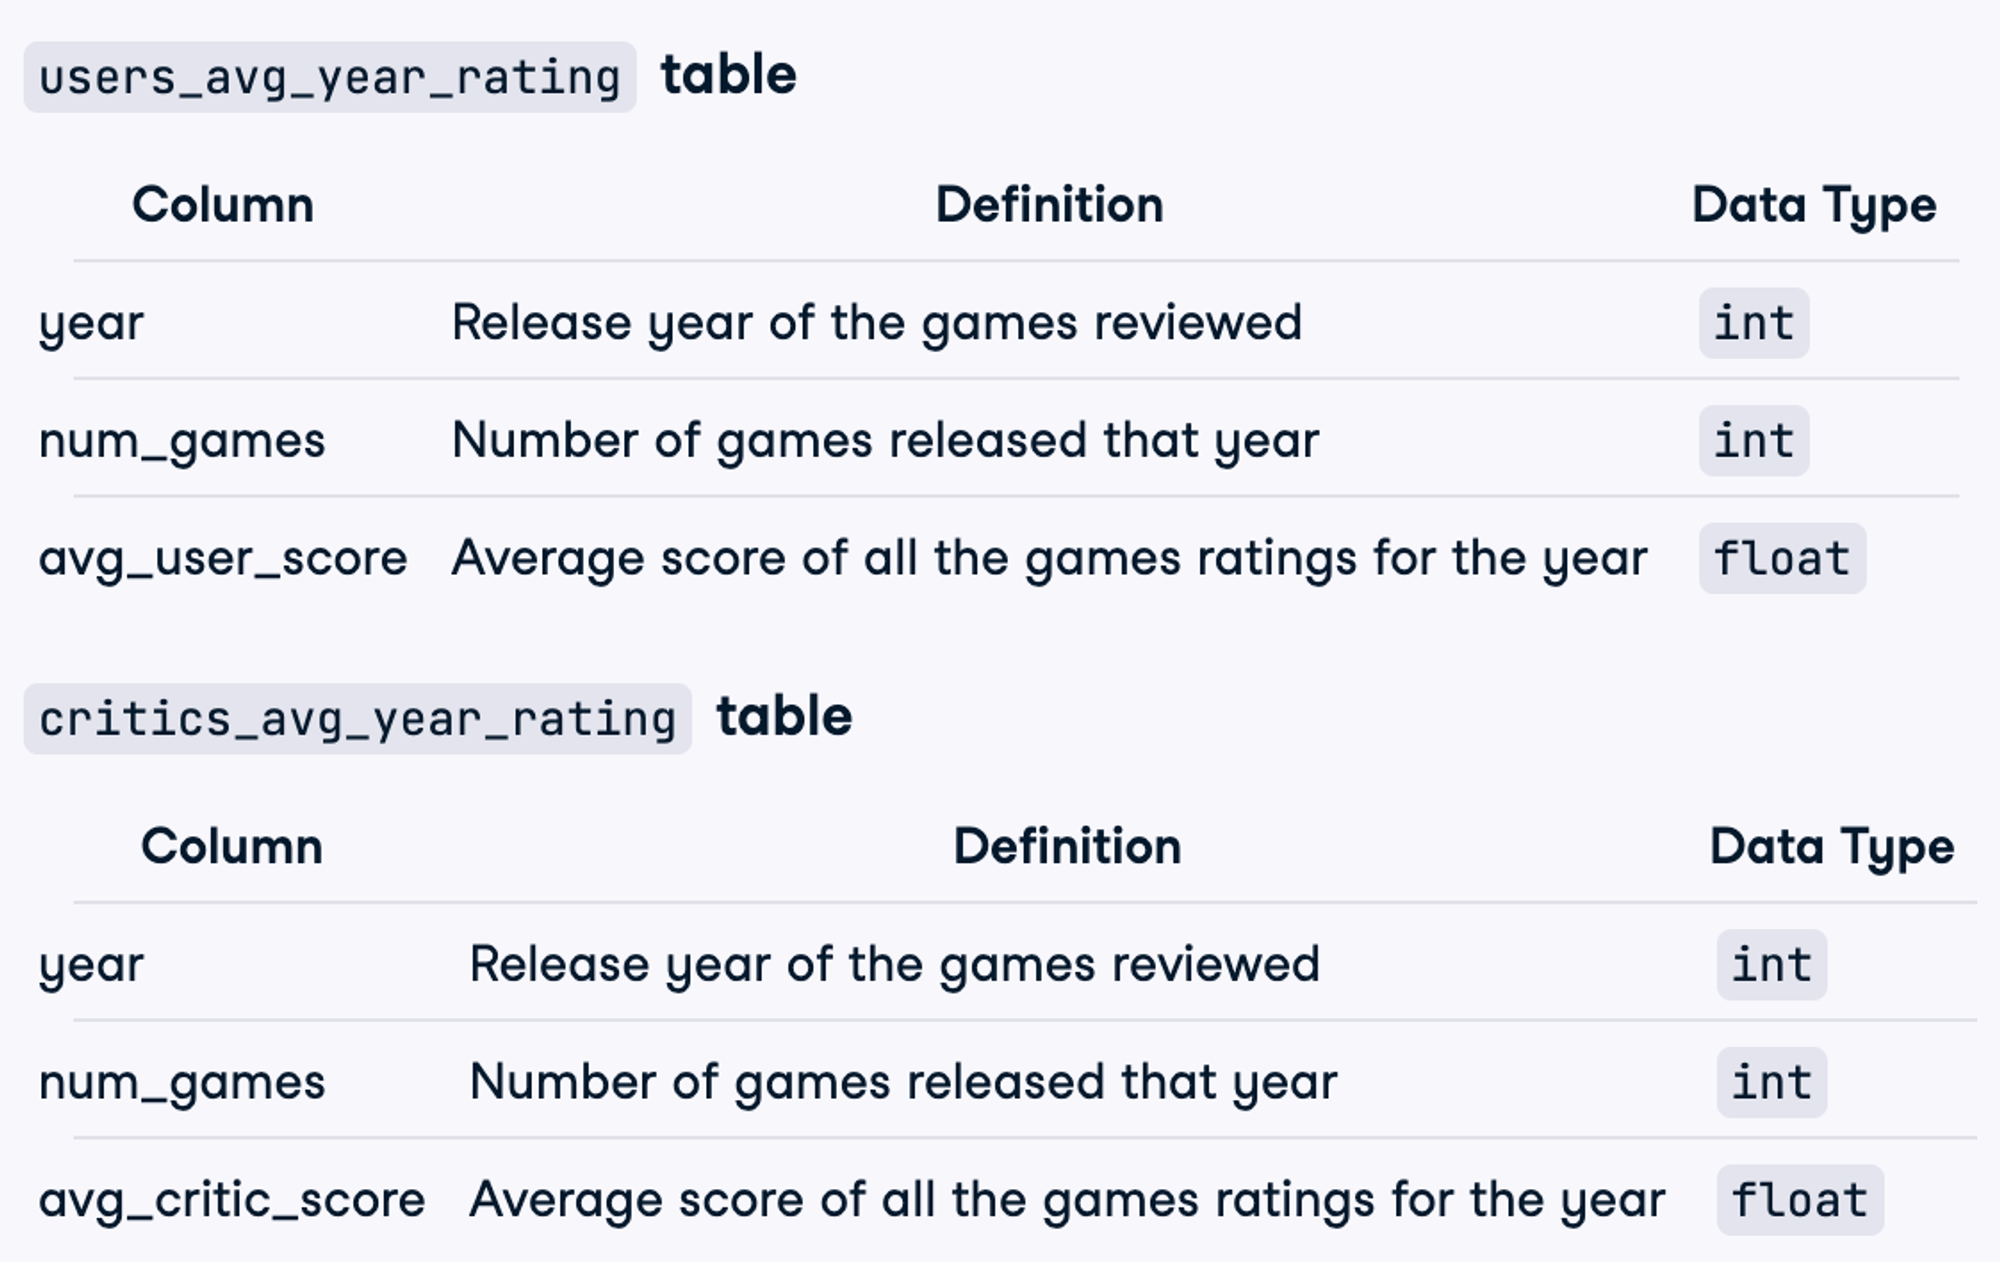 users_avg_year_rating table
Column Definition Data Type
year Release year of the games reviewed int
num_games Number of games released that year int
avg_user_score Average score of all the games ratings for the year float
critics_avg_year_rating table
Column Definition Data Type
year Release year of the games reviewed int
num_games Number of games released that year int
avg_critic_score Average score of all the games ratings for the year float